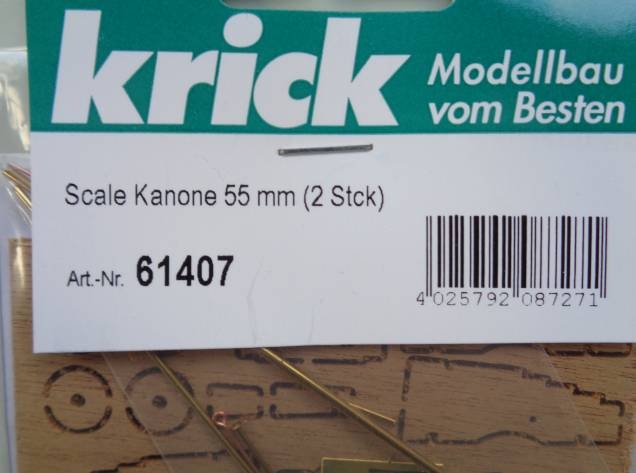 krick
Modellbau
vom Besten
Scale Kanone 55 mm (2 Stck)
Art.-Nr. 61407
4 025792 087271